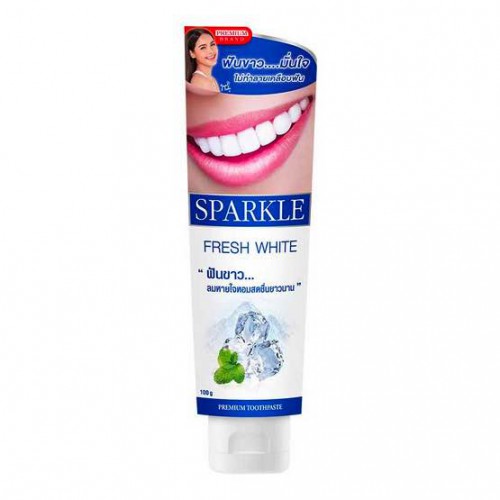 PREMIUM
BRAND
ฟันขาว....มั่นใจ
ไม่ทำลายเคลือบฟัน
SPARKLE
FRESH WHITE
" ฟันขาว...
ลมหายใจหอมสดชื่นยาวนาน "
100 g
PREMIUM TOOTHPASTE